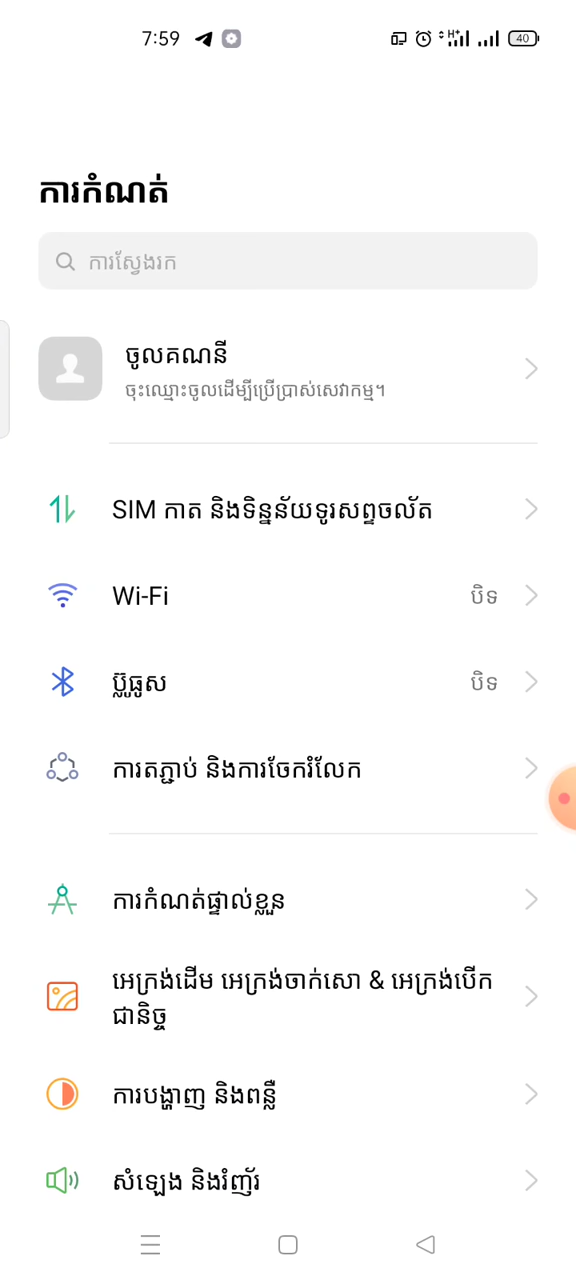 7:59
H+
40
ការកំណត់
ការស្វែងរក
ចូលគណនី
ចុះឈ្មោះចូលដើម្បីប្រើប្រាស់សេវាកម្ម។
SIM កាត និងទិន្នន័យទូរសព្ទចល័ត
Wi-Fi
បិទ
ប៊្លូធូស
បិទ
ការតភ្ជាប់ និងការចែករំលែក
ការកំណត់ផ្ទាល់ខ្លួន
អេក្រង់ដើម អេក្រង់ចាក់សោ & អេក្រង់បើក
ជានិច្ច
ការបង្ហាញ និងពន្លឺ
សំឡេង និងរំញ័រ